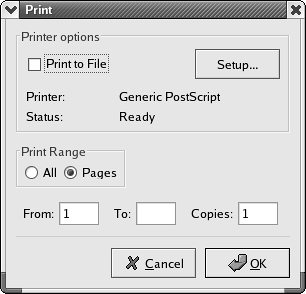 Print
Printer options
Print to File
Setup...
Printer: Generic PostScript
Status: Ready
Print Range
All Pages
From: 1 To: Copies: 1
Cancel OK